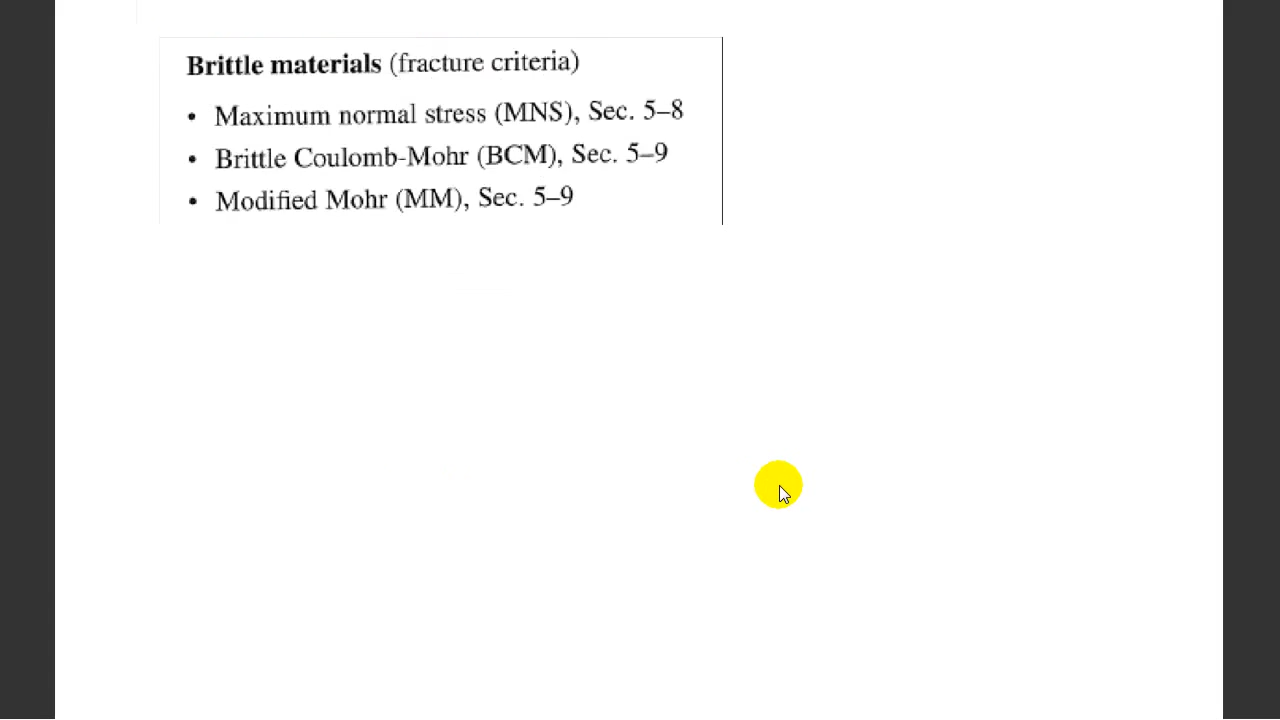 Brittle materials (fracture criteria)
• Maximum normal stress (MNS), Sec. 5–8
• Brittle Coulomb-Mohr (BCM), Sec. 5–9
• Modified Mohr (MM), Sec. 5–9